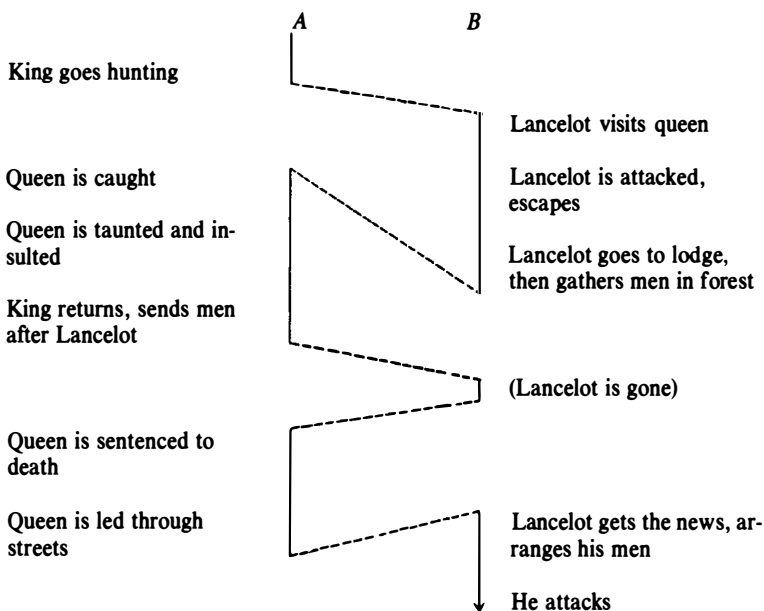 A B
King goes hunting
Lancelot visits queen
Queen is caught
Lancelot is attacked,
escapes
Queen is taunted and in-
sulted
Lancelot goes to lodge,
then gathers men in forest
King returns, sends men
after Lancelot
(Lancelot is gone)
Queen is sentenced to
death
Queen is led through
streets
Lancelot gets the news, ar-
ranges his men
He attacks